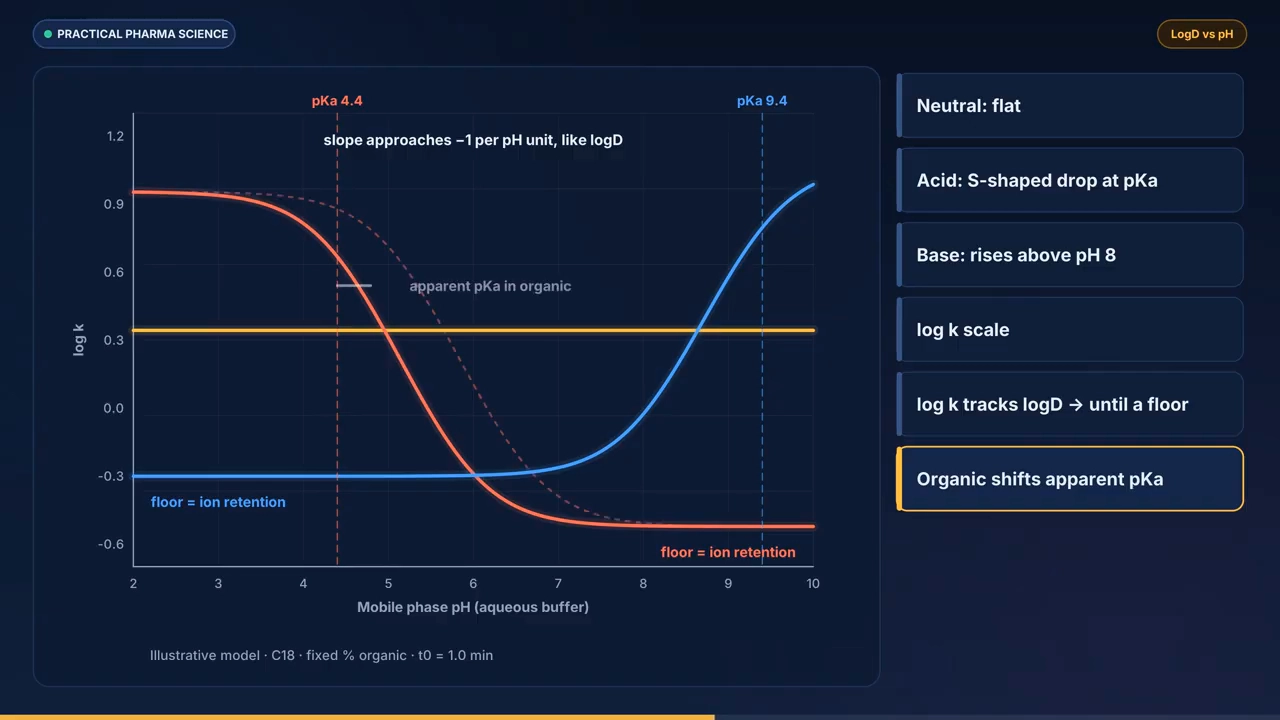 PRACTICAL PHARMA SCIENCE
LogD vs pH
pKa 4.4
pKa 9.4
slope approaches −1 per pH unit, like logD
1.2
0.9
0.6
0.3
0.0
-0.3
-0.6
log k
apparent pKa in organic
floor = ion retention
floor = ion retention
2 3 4 5 6 7 8 9 10
Mobile phase pH (aqueous buffer)
Illustrative model · C18 · fixed % organic · t0 = 1.0 min
Neutral: flat
Acid: S-shaped drop at pKa
Base: rises above pH 8
log k scale
log k tracks logD → until a floor
Organic shifts apparent pKa